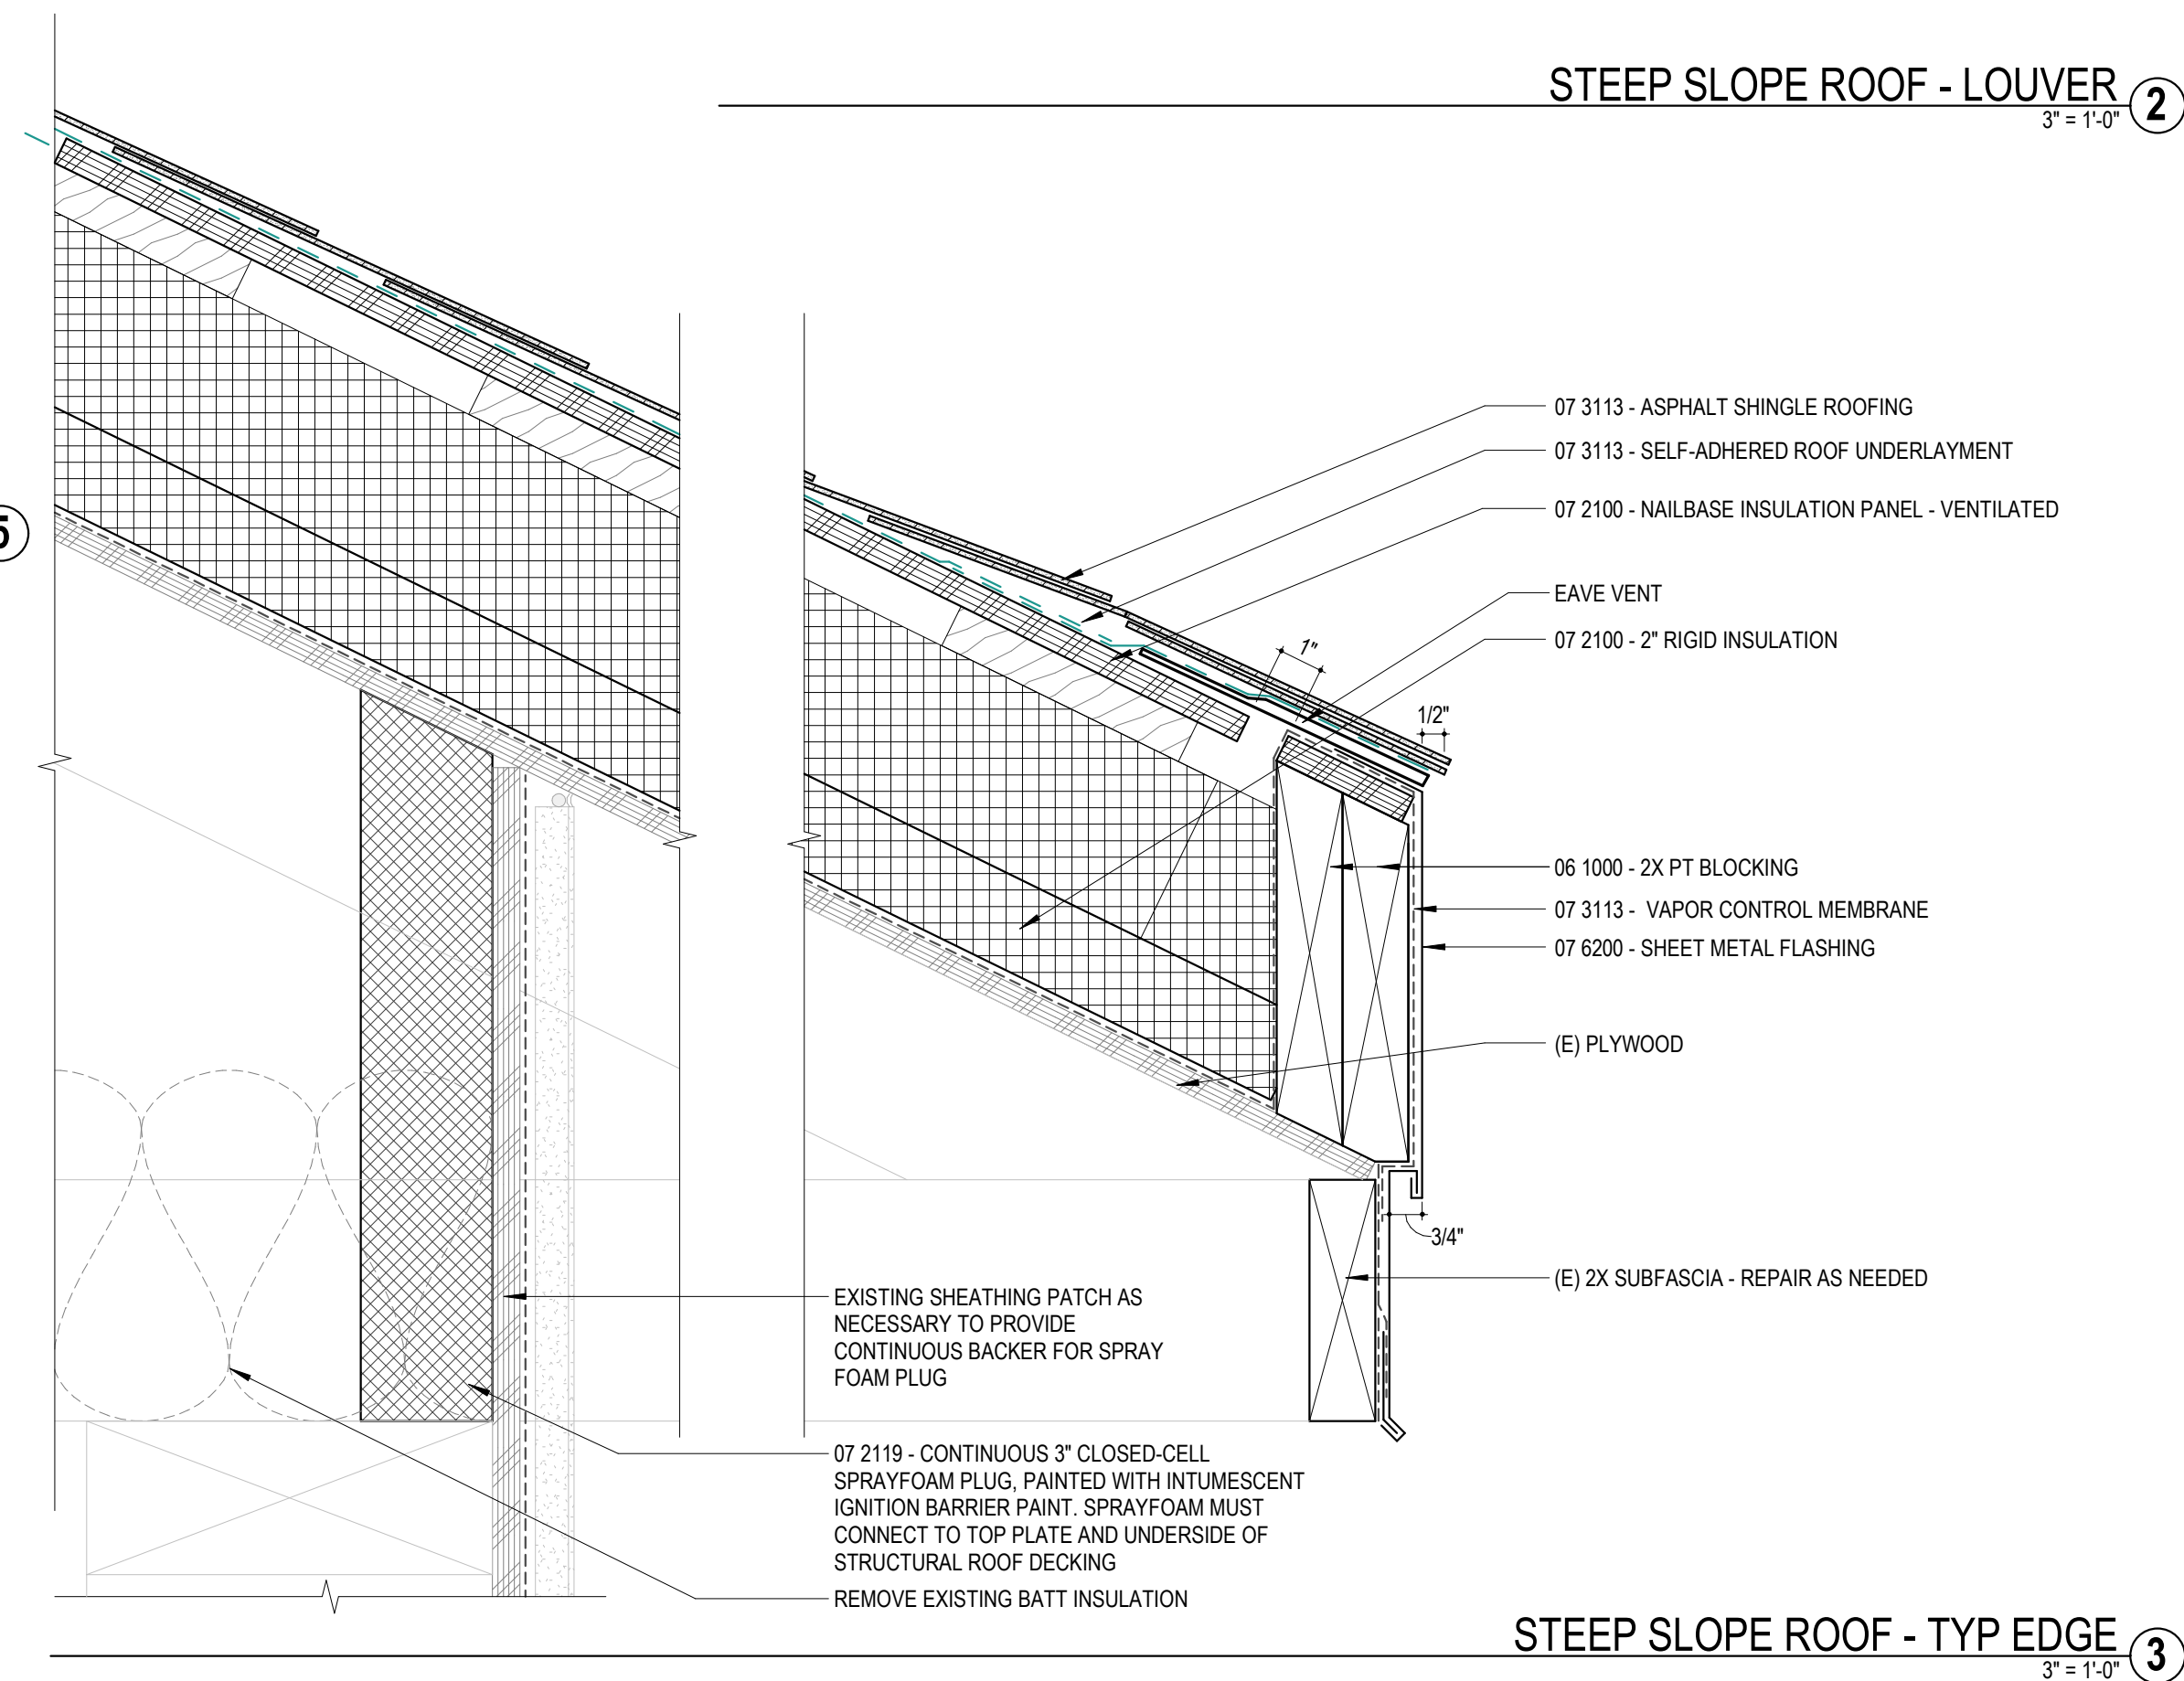 STEEP SLOPE ROOF - LOUVER
2
3" = 1'-0"
07 3113 - ASPHALT SHINGLE ROOFING
07 3113 - SELF-ADHERED ROOF UNDERLAYMENT
07 2100 - NAILBASE INSULATION PANEL - VENTILATED
5
EAVE VENT
07 2100 - 2" RIGID INSULATION
1"
1/2"
06 1000 - 2X PT BLOCKING
07 3113 - VAPOR CONTROL MEMBRANE
07 6200 - SHEET METAL FLASHING
(E) PLYWOOD
3/4"
(E) 2X SUBFASCIA - REPAIR AS NEEDED
EXISTING SHEATHING PATCH AS
NECESSARY TO PROVIDE
CONTINUOUS BACKER FOR SPRAY
FOAM PLUG
07 2119 - CONTINUOUS 3" CLOSED-CELL
SPRAYFOAM PLUG, PAINTED WITH INTUMESCENT
IGNITION BARRIER PAINT. SPRAYFOAM MUST
CONNECT TO TOP PLATE AND UNDERSIDE OF
STRUCTURAL ROOF DECKING
REMOVE EXISTING BATT INSULATION
STEEP SLOPE ROOF - TYP EDGE
3
3" = 1'-0"